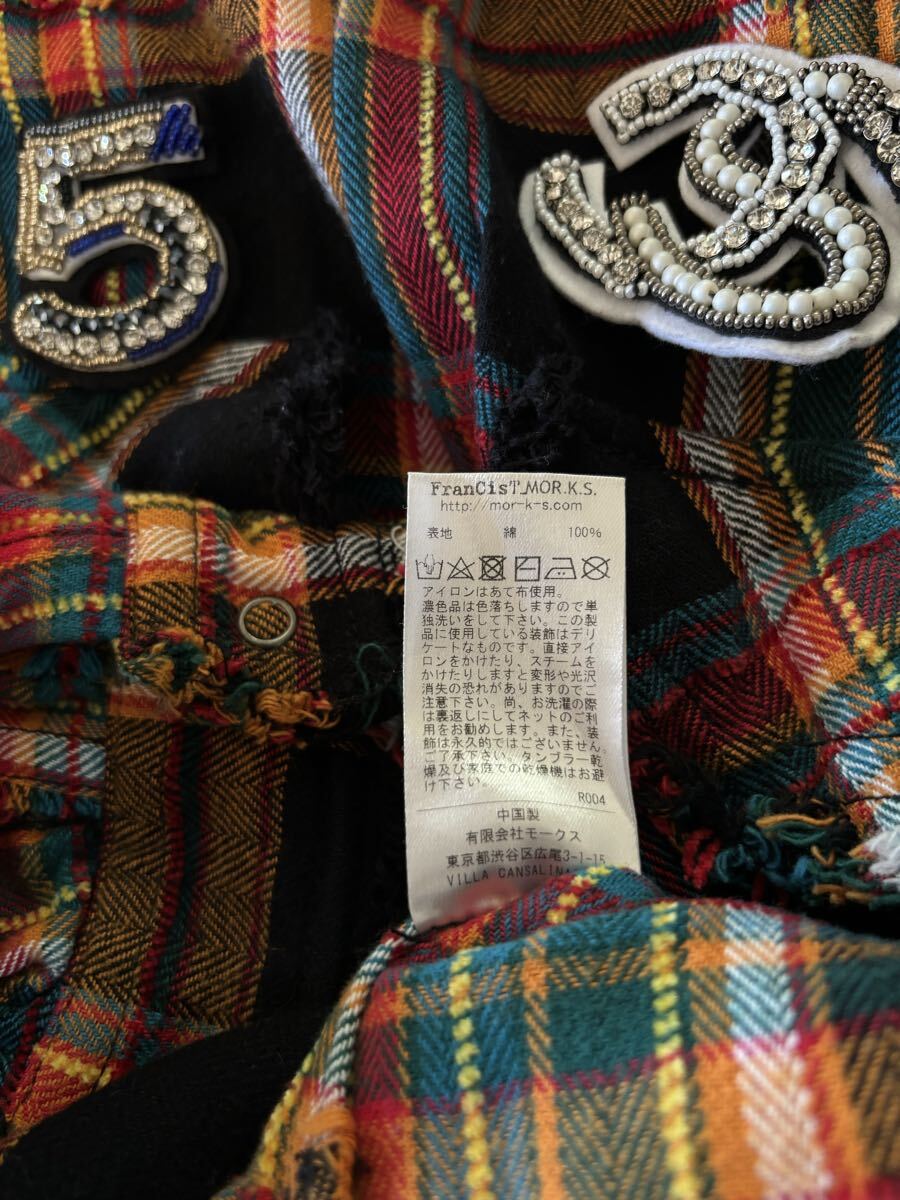 5
FranCisT_MOR.K.S.
http://mor-k-s.com
表地 綿 100%
アイロンはあて布使用。
濃色品は色落ちしますので単
独洗いをして下さい。この製
品に使用している装飾はデリ
ケートなものです。直接アイ
ロンをかけたり、スチームを
かけたりしますと変形や光沢
消失の恐れがありますのでご
注意下さい。尚、お洗濯の際
は裏返しにしてネットのご利
用をお勧めします。また、装
飾は永久的ではございません。
ご了承下さい。タンブラー乾
燥及び家庭での乾燥機はお避
け下さい。
R004
中国製
有限会社モークス
東京都渋谷区広尾3-1-15
VILLA CANSALINA